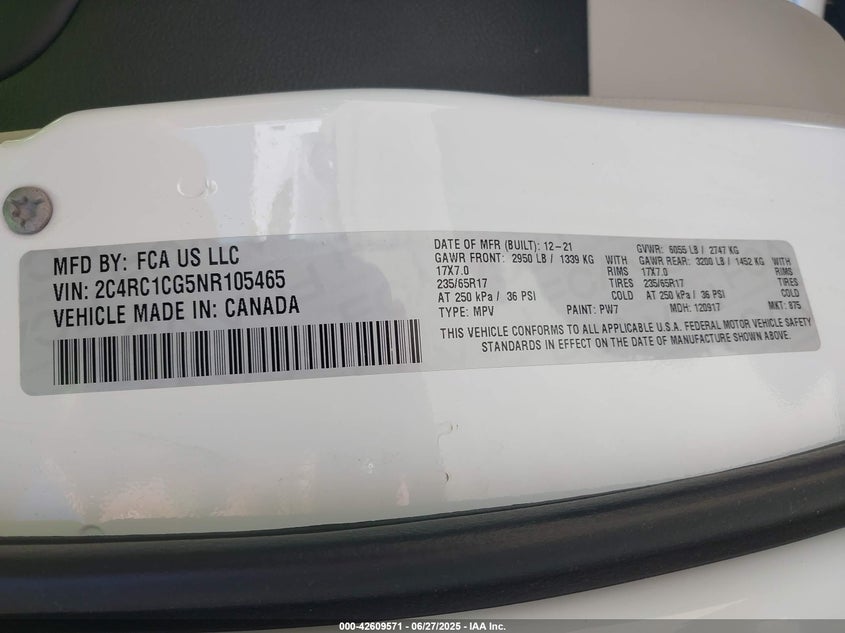 MFD BY: FCA US LLC
VIN: 2C4RC1CG5NR105465
VEHICLE MADE IN: CANADA
DATE OF MFR (BUILT): 12-21 GVWR: 6055 LB / 2747 KG
GAWR FRONT: 2950 LB / 1339 KG WITH GAWR REAR: 3200 LB / 1452 KG WITH
17X7.0 RIMS 17X7.0 RIMS
235/65R17 TIRES 235/65R17 TIRES
AT 250 kPa / 36 PSI COLD AT 250 kPa / 36 PSI COLD
TYPE: MPV PAINT: PW7 MDH: 120917 MKT: 875
THIS VEHICLE CONFORMS TO ALL APPLICABLE U.S.A. FEDERAL MOTOR VEHICLE SAFETY
STANDARDS IN EFFECT ON THE DATE OF MANUFACTURE SHOWN ABOVE.
000-42609571 - 06/27/2025 - IAA Inc.